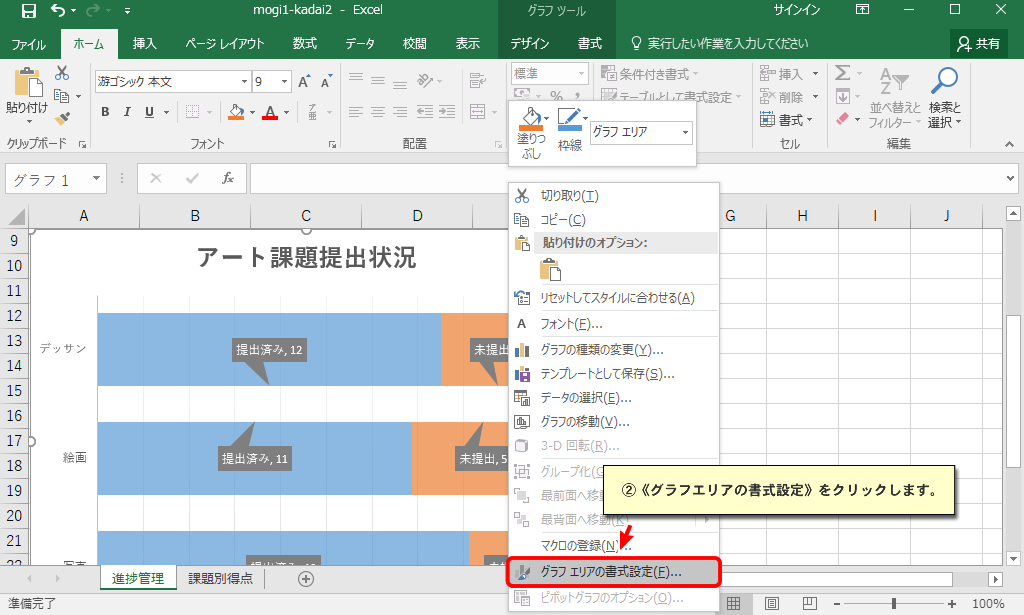 mogi1-kadai2 - Excel
グラフ ツール
サインイン
ファイル
ホーム
挿入
ページ レイアウト
数式
データ
校閲
表示
デザイン
書式
実行したい作業を入力してください
共有
貼り付け
クリップボード
游ゴシック 本文
9
B I U
フォント
配置
標準
条件付き書式
テーブルとして書式設定
挿入
削除
書式
セル
並べ替えと
フィルター
検索と
選択
編集
塗りつ
ぶし
枠線
グラフ エリア
グラフ 1
fx
A B C D G H I J
9
10
11
12
13
14
15
16
17
18
19
20
21
アート課題提出状況
デッサン
提出済み, 12
未提出
絵画
提出済み, 11
未提出, 5
切り取り(T)
コピー(C)
貼り付けのオプション:
リセットしてスタイルに合わせる(A)
フォント(F)...
グラフの種類の変更(Y)...
テンプレートとして保存(S)...
データの選択(E)...
グラフの移動(V)...
3-D 回転(R)...
グループ化(G
最前面へ移動
最背面へ移動(K)
マクロの登録(N)...
グラフ エリアの書式設定(F)...
ピボットグラフのオプション(O)...
②《グラフエリアの書式設定》をクリックします。
進捗管理
課題別得点
準備完了
100%